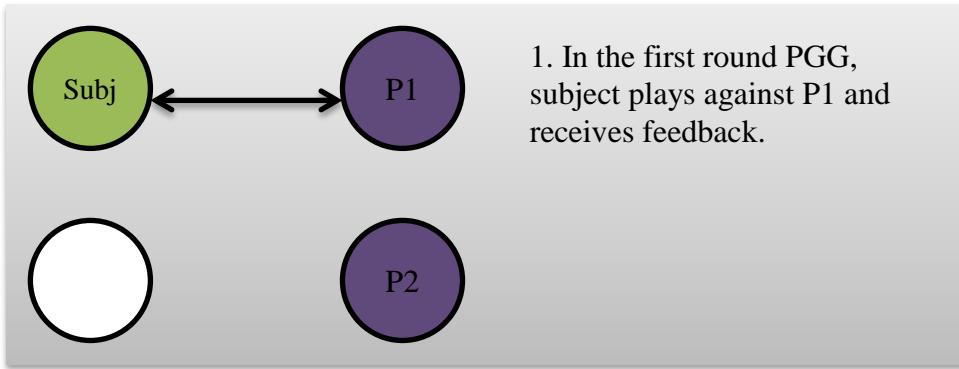 Subj
P1
1. In the first round PGG,
subject plays against P1 and
receives feedback.
P2